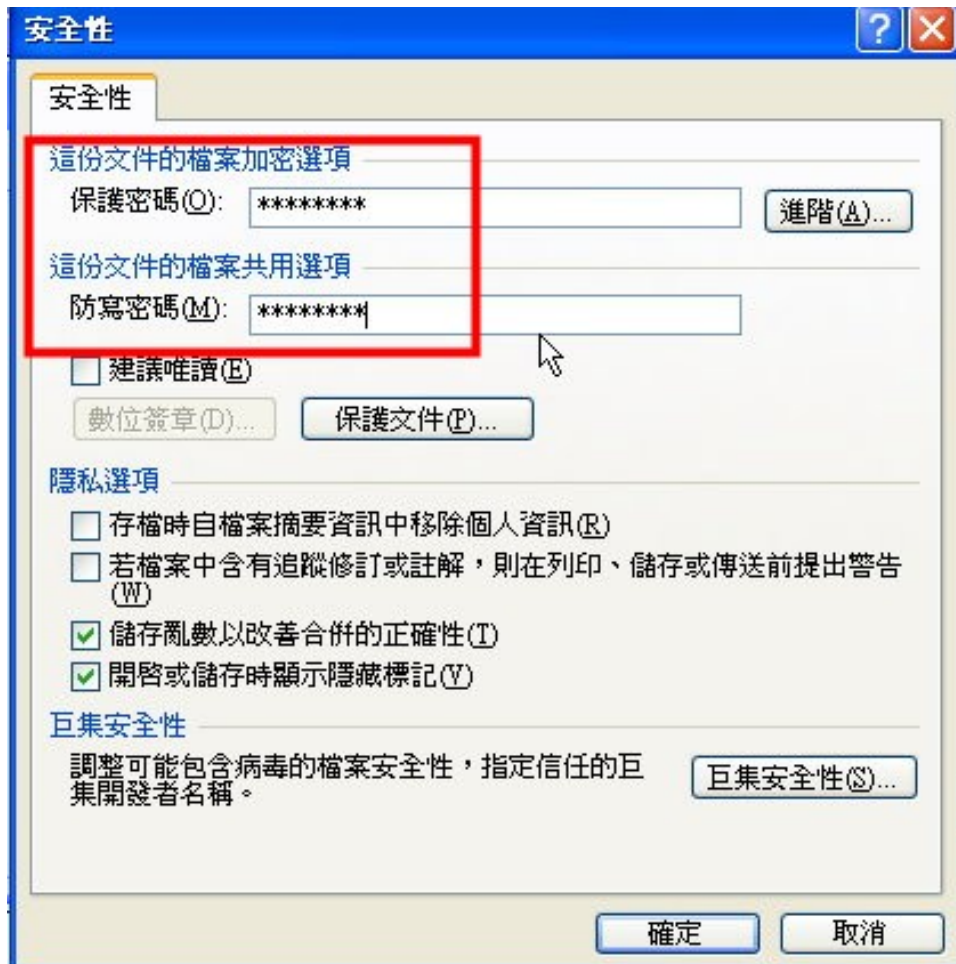 安全性
安全性
這份文件的檔案加密選項
保護密碼(O): ******** 進階(A)...
這份文件的檔案共用選項
防寫密碼(M): ********
建議唯讀(E)
數位簽章(D)... 保護文件(P)...
隱私選項
存檔時自檔案摘要資訊中移除個人資訊(R)
若檔案中含有追蹤修訂或註解，則在列印、儲存或傳送前提出警告
(W)
儲存亂數以改善合併的正確性(T)
開啓或儲存時顯示隱藏標記(V)
巨集安全性
調整可能包含病毒的檔案安全性，指定信任的巨
集開發者名稱。 巨集安全性(S)...
確定 取消